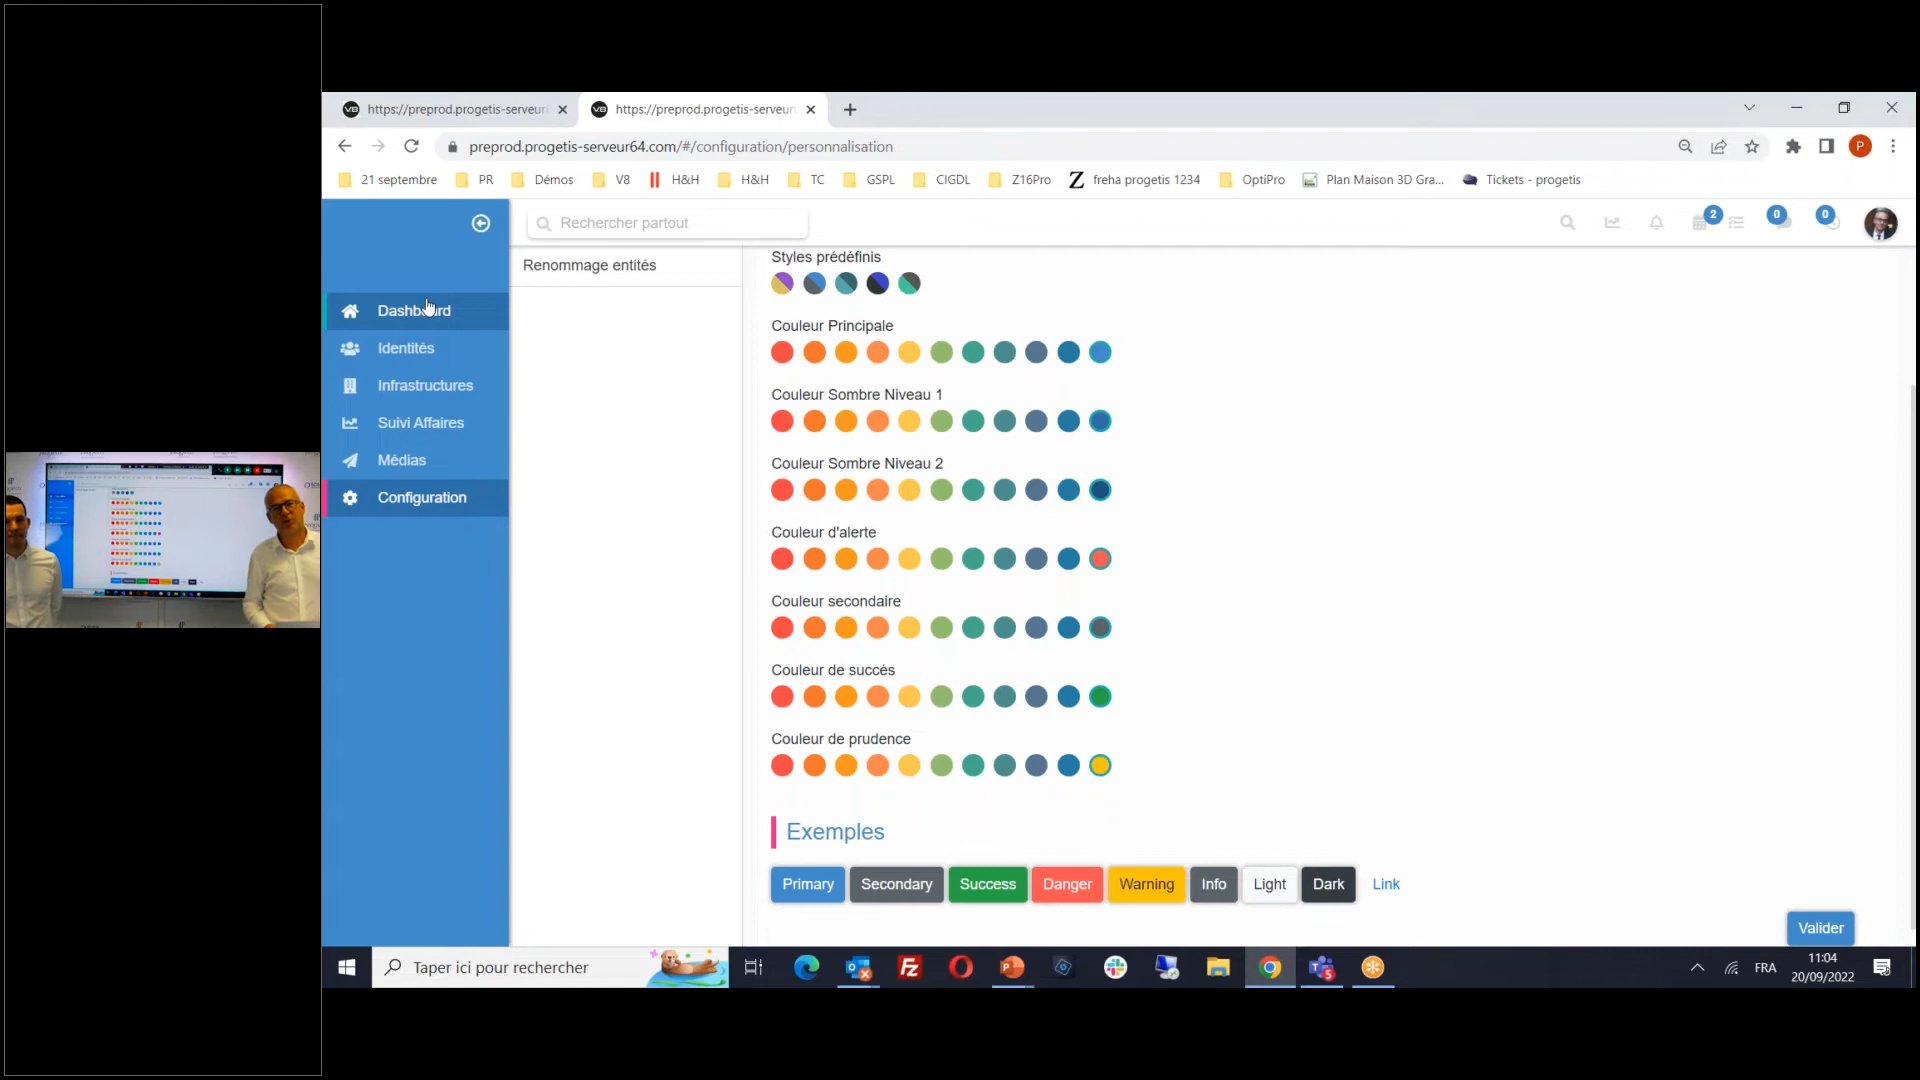 https://preprod.progetis-serveur
https://preprod.progetis-serveur
preprod.progetis-serveur64.com/#/configuration/personnalisation
P
21 septembre
PR
Démos
V8
H&H
H&H
TC
GSPL
CIGDL
Z16Pro
freha progetis 1234
OptiPro
Plan Maison 3D Gra...
Tickets - progetis
Rechercher partout
2
0
0
Dashboard
Identités
Infrastructures
Suivi Affaires
Médias
Configuration
Renommage entités
Styles prédéfinis
Couleur Principale
Couleur Sombre Niveau 1
Couleur Sombre Niveau 2
Couleur d'alerte
Couleur secondaire
Couleur de succés
Couleur de prudence
Exemples
Primary
Secondary
Success
Danger
Warning
Info
Light
Dark
Link
Valider
Taper ici pour rechercher
FRA
11:04
20/09/2022